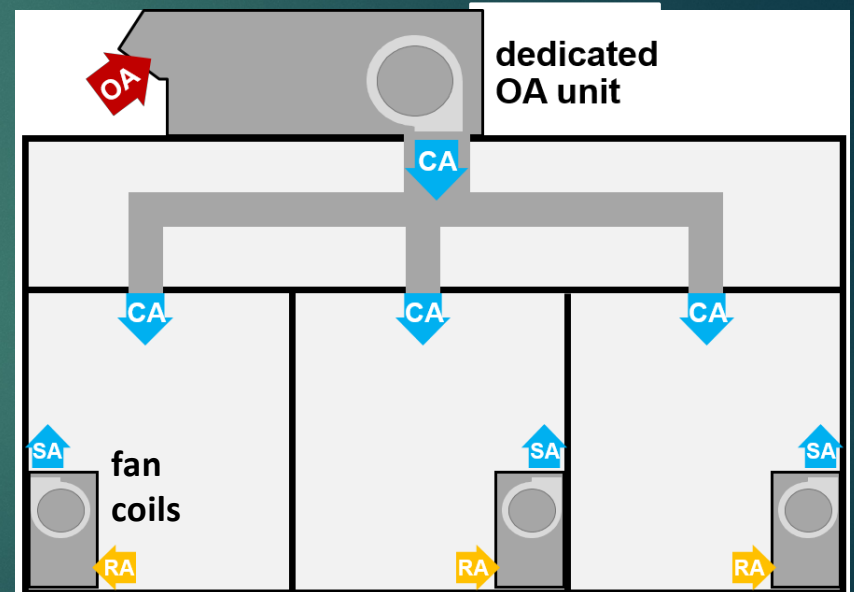 OA
dedicated
OA unit
CA
CA
CA
CA
SA
fan
coils
SA
SA
RA
RA
RA